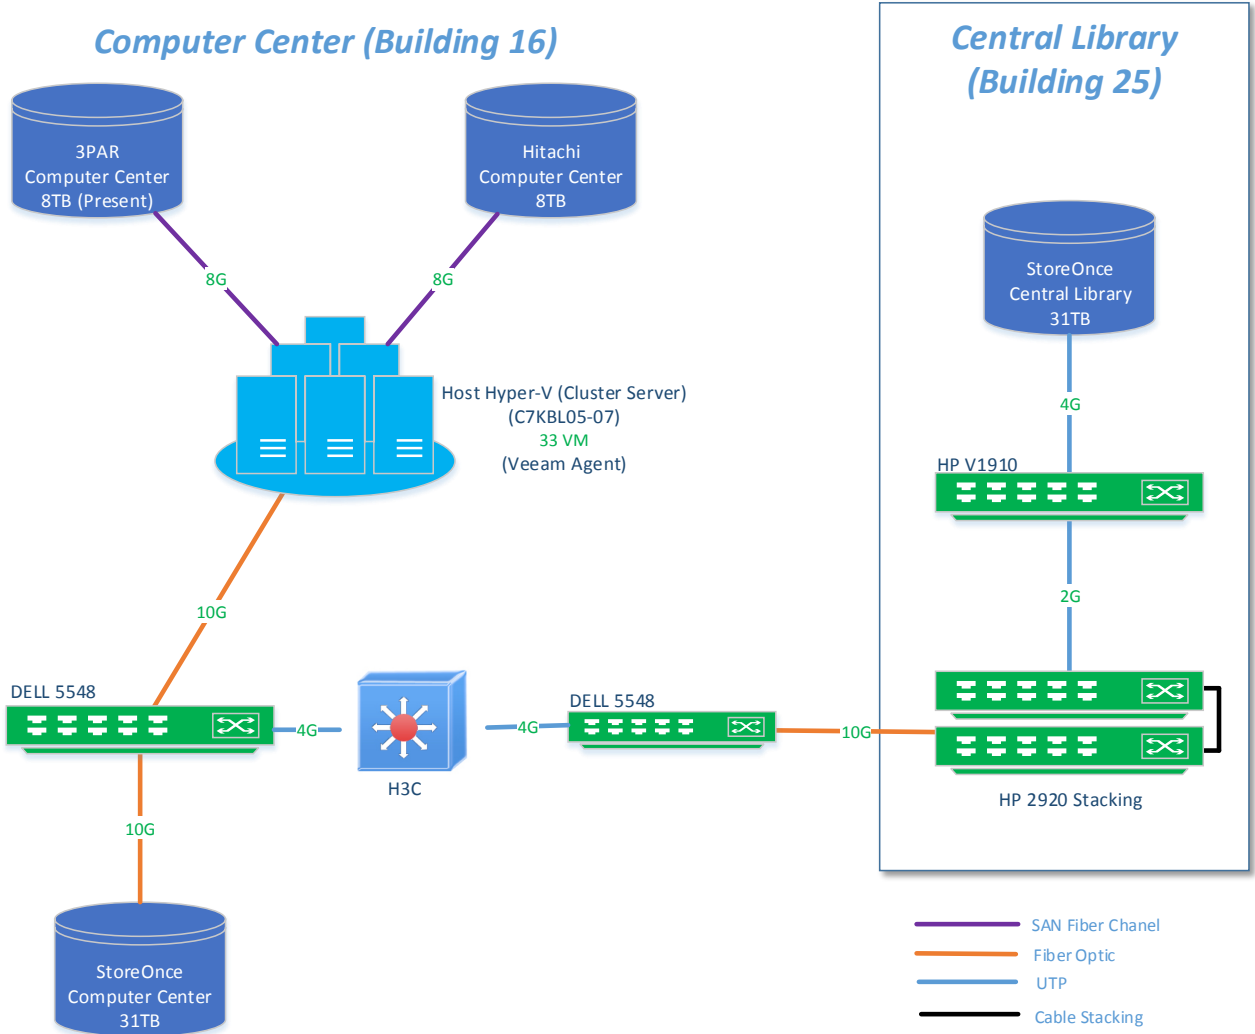 Computer Center (Building 16)
Central Library
(Building 25)
3PAR
Computer Center
8TB (Present)
Hitachi
Computer Center
8TB
StoreOnce
Central Library
31TB
8G
8G
Host Hyper-V (Cluster Server)
(C7KBL05-07)
33 VM
(Veeam Agent)
4G
HP V1910
2G
10G
DELL 5548
4G
H3C
4G
DELL 5548
10G
HP 2920 Stacking
10G
StoreOnce
Computer Center
31TB
SAN Fiber Chanel
Fiber Optic
UTP
Cable Stacking